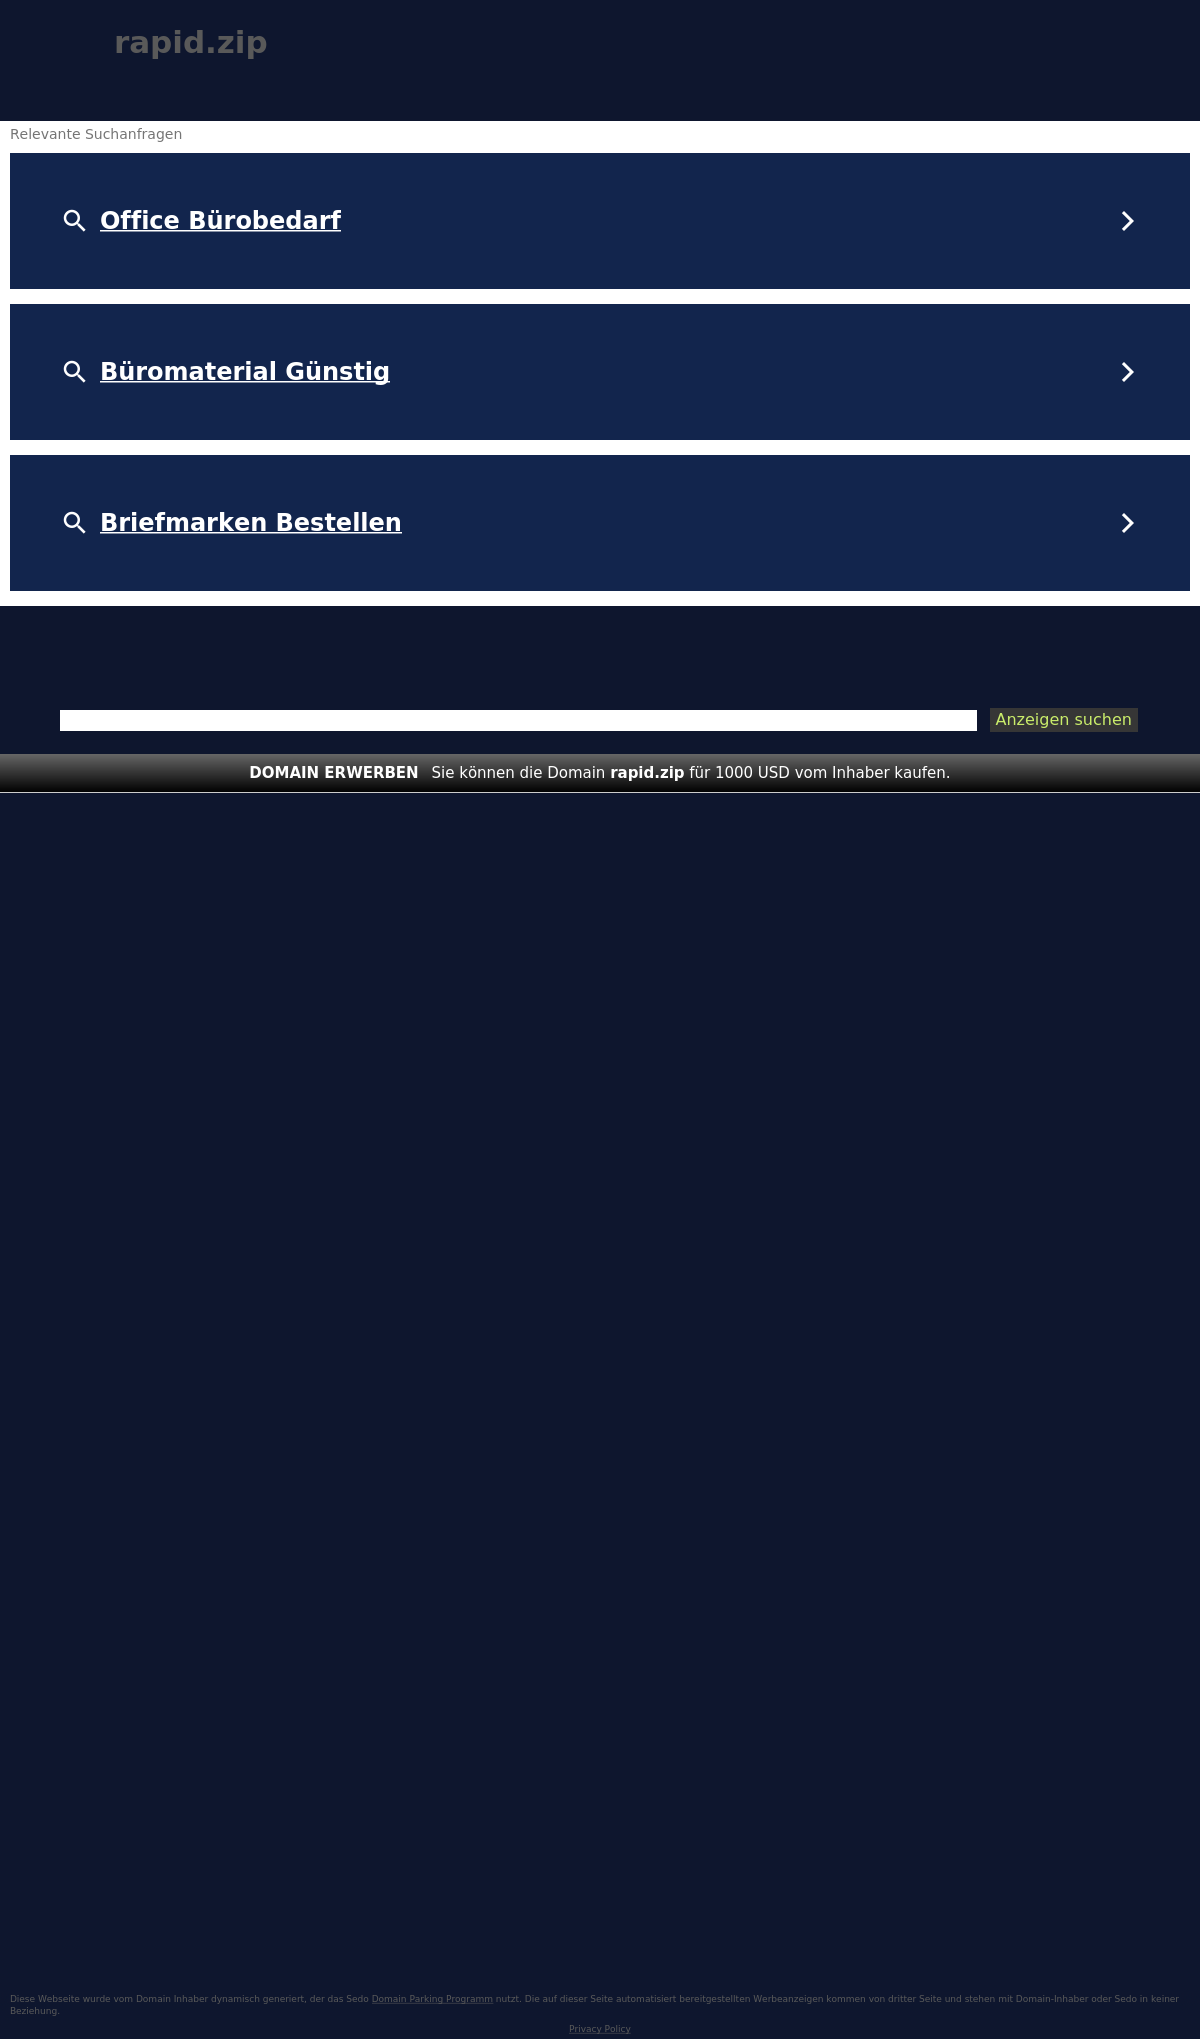 rapid.zip
Relevante Suchanfragen
Office Bürobedarf
Büromaterial Günstig
Briefmarken Bestellen
Anzeigen suchen
DOMAIN ERWERBEN Sie können die Domain rapid.zip für 1000 USD vom Inhaber kaufen.
Diese Webseite wurde vom Domain Inhaber dynamisch generiert, der das Sedo Domain Parking Programm nutzt. Die auf dieser Seite automatisiert bereitgestellten Werbeanzeigen kommen von dritter Seite und stehen mit Domain-Inhaber oder Sedo in keiner
Beziehung.
Privacy Policy